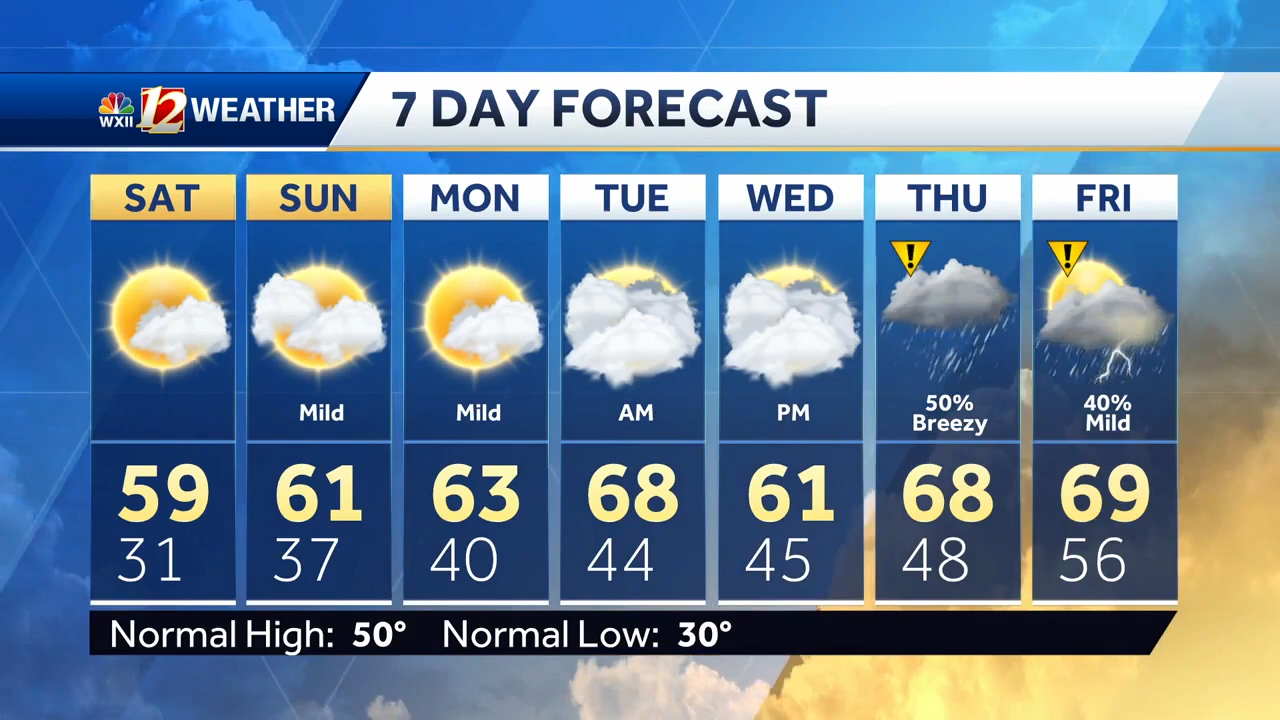 WXII 12 WEATHER
7 DAY FORECAST
SAT SUN MON TUE WED THU FRI
! !
Mild Mild AM PM 50% Breezy 40% Mild
59 61 63 68 61 68 69
31 37 40 44 45 48 56
Normal High: 50° Normal Low: 30°